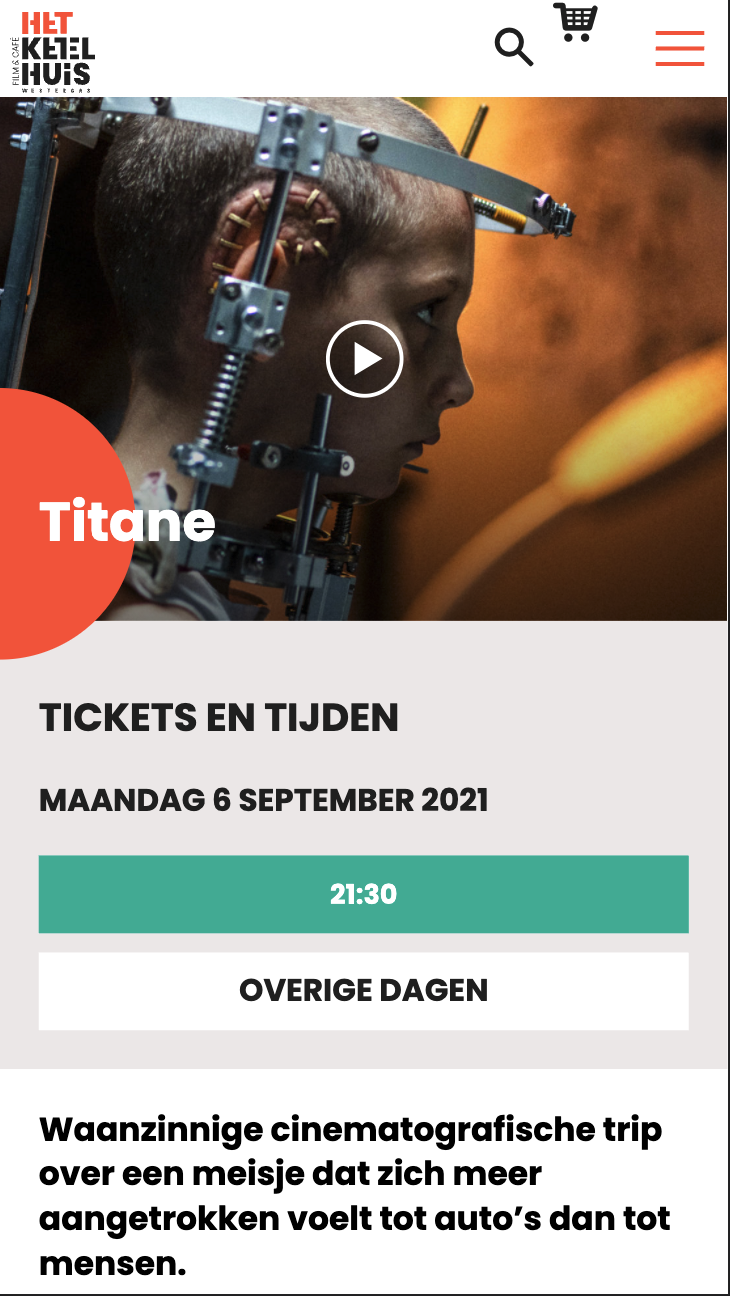 HET
KETEL
HUIS
FILM & CAFÉ
WESTERGAS
Titane
TICKETS EN TIJDEN
MAANDAG 6 SEPTEMBER 2021
21:30
OVERIGE DAGEN
Waanzinnige cinematografische trip
over een meisje dat zich meer
aangetrokken voelt tot auto’s dan tot
mensen.